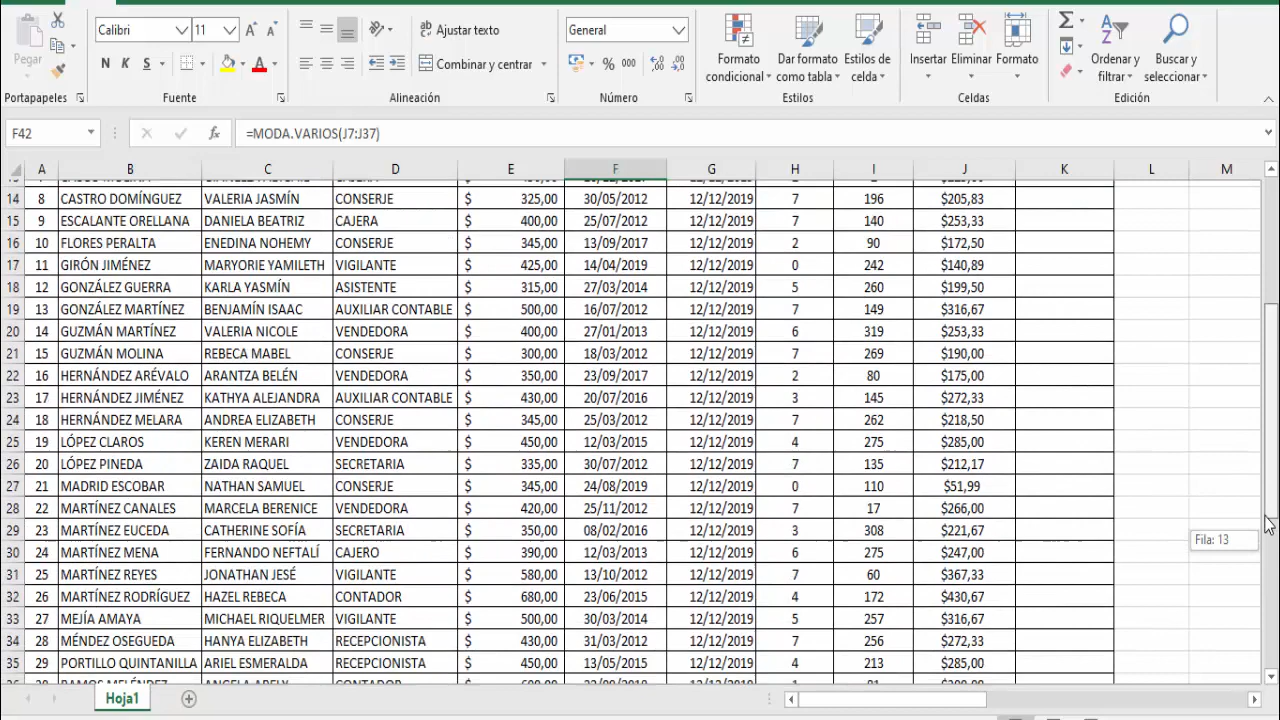 Calibri 11 Ajustar texto General
Pegar N K S Combinar y centrar % 000 Formato condicional Dar formato como tabla Estilos de celda Insertar Eliminar Formato Ordenar y filtrar Buscar y seleccionar
Portapapeles Fuente Alineación Número Estilos Celdas Edición
F42 fx =MODA.VARIOS(J7:J37)
A B C D E F G H I J K L M
14 8 CASTRO DOMÍNGUEZ VALERIA JASMÍN CONSERJE $ 325,00 30/05/2012 12/12/2019 7 196 $205,83
15 9 ESCALANTE ORELLANA DANIELA BEATRIZ CAJERA $ 400,00 25/07/2012 12/12/2019 7 140 $253,33
16 10 FLORES PERALTA ENEDINA NOHEMY CONSERJE $ 345,00 13/09/2017 12/12/2019 2 90 $172,50
17 11 GIRÓN JIMÉNEZ MARYORIE YAMILETH VIGILANTE $ 425,00 14/04/2019 12/12/2019 0 242 $140,89
18 12 GONZÁLEZ GUERRA KARLA YASMÍN ASISTENTE $ 315,00 27/03/2014 12/12/2019 5 260 $199,50
19 13 GONZÁLEZ MARTÍNEZ BENJAMÍN ISAAC AUXILIAR CONTABLE $ 500,00 16/07/2012 12/12/2019 7 149 $316,67
20 14 GUZMÁN MARTÍNEZ VALERIA NICOLE VENDEDORA $ 400,00 27/01/2013 12/12/2019 6 319 $253,33
21 15 GUZMÁN MOLINA REBECA MABEL CONSERJE $ 300,00 18/03/2012 12/12/2019 7 269 $190,00
22 16 HERNÁNDEZ ARÉVALO ARANTZA BELÉN VENDEDORA $ 350,00 23/09/2017 12/12/2019 2 80 $175,00
23 17 HERNÁNDEZ JIMÉNEZ KATHYA ALEJANDRA AUXILIAR CONTABLE $ 430,00 20/07/2016 12/12/2019 3 145 $272,33
24 18 HERNÁNDEZ MELARA ANDREA ELIZABETH CONSERJE $ 345,00 25/03/2012 12/12/2019 7 262 $218,50
25 19 LÓPEZ CLAROS KEREN MERARI VENDEDORA $ 450,00 12/03/2015 12/12/2019 4 275 $285,00
26 20 LÓPEZ PINEDA ZAIDA RAQUEL SECRETARIA $ 335,00 30/07/2012 12/12/2019 7 135 $212,17
27 21 MADRID ESCOBAR NATHAN SAMUEL CONSERJE $ 345,00 24/08/2019 12/12/2019 0 110 $51,99
28 22 MARTÍNEZ CANALES MARCELA BERENICE VENDEDORA $ 420,00 25/11/2012 12/12/2019 7 17 $266,00
29 23 MARTÍNEZ EUCEDA CATHERINE SOFÍA SECRETARIA $ 350,00 08/02/2016 12/12/2019 3 308 $221,67
Fila: 13
30 24 MARTÍNEZ MENA FERNANDO NEFTALÍ CAJERO $ 390,00 12/03/2013 12/12/2019 6 275 $247,00
31 25 MARTÍNEZ REYES JONATHAN JESÉ VIGILANTE $ 580,00 13/10/2012 12/12/2019 7 60 $367,33
32 26 MARTÍNEZ RODRÍGUEZ HAZEL REBECA CONTADOR $ 680,00 23/06/2015 12/12/2019 4 172 $430,67
33 27 MEJÍA AMAYA MICHAEL RIQUELMER VIGILANTE $ 500,00 30/03/2014 12/12/2019 5 257 $316,67
34 28 MÉNDEZ OSEGUEDA HANYA ELIZABETH RECEPCIONISTA $ 430,00 31/03/2012 12/12/2019 7 256 $272,33
35 29 PORTILLO QUINTANILLA ARIEL ESMERALDA RECEPCIONISTA $ 450,00 13/05/2015 12/12/2019 4 213 $285,00
Hoja1